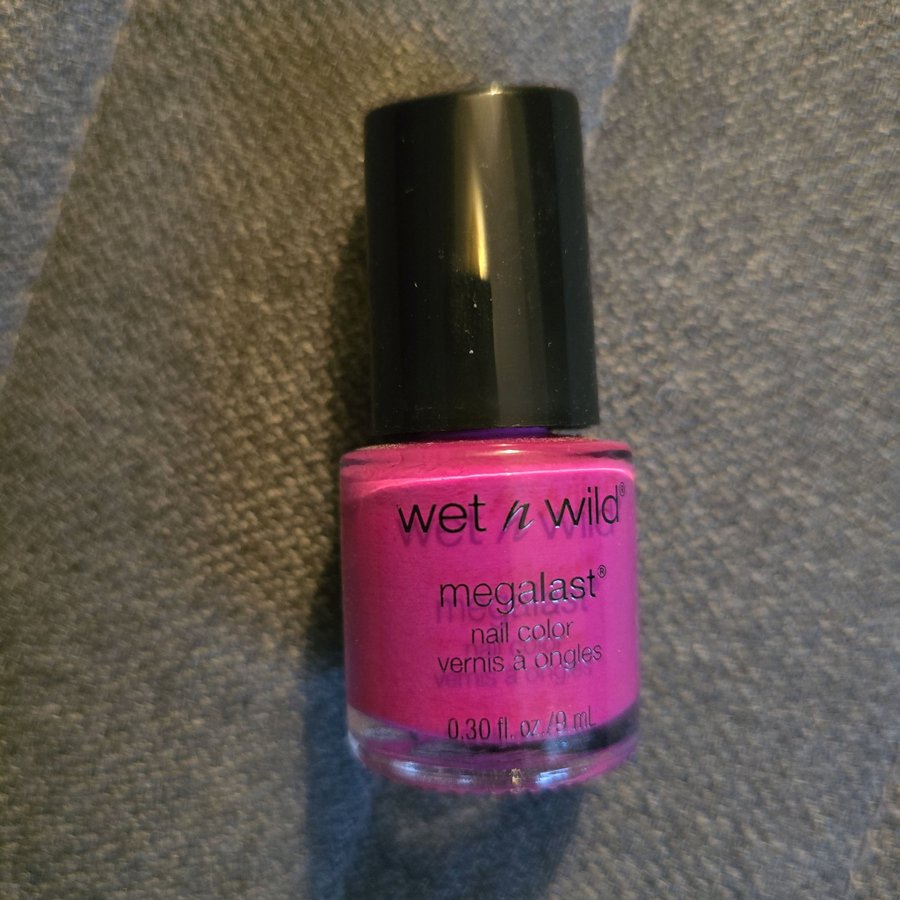 wet n wild®
megalast®
nail color
vernis à ongles
0.30 fl. oz./9 mL